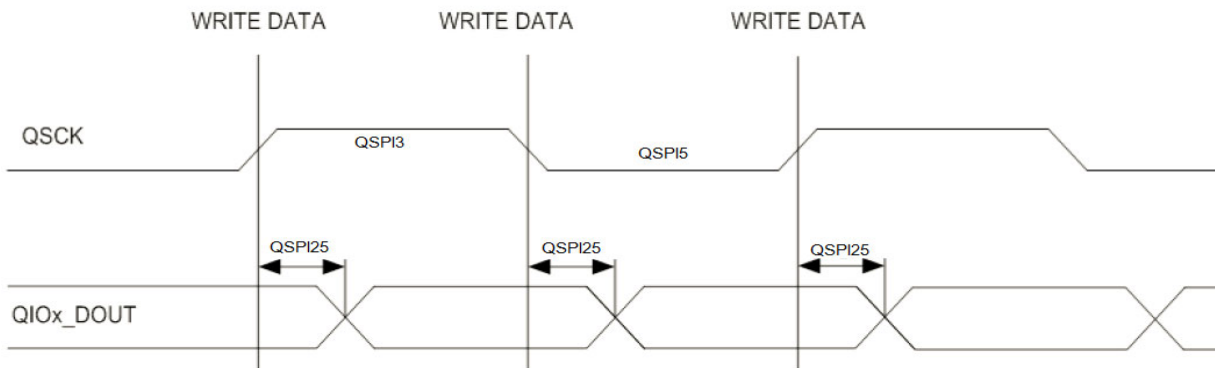 WRITE DATA WRITE DATA WRITE DATA
QSCK
QSPI3
QSPI5
QSPI25 QSPI25 QSPI25
QIOx_DOUT